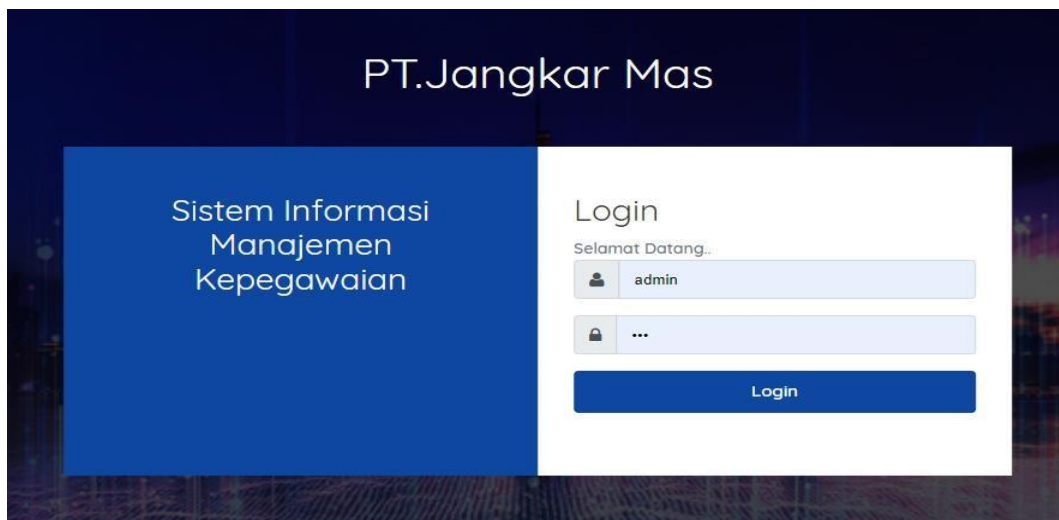 PT.Jangkar Mas
Sistem Informasi
Manajemen
Kepegawaian
Login
Selamat Datang..
admin
•••
Login